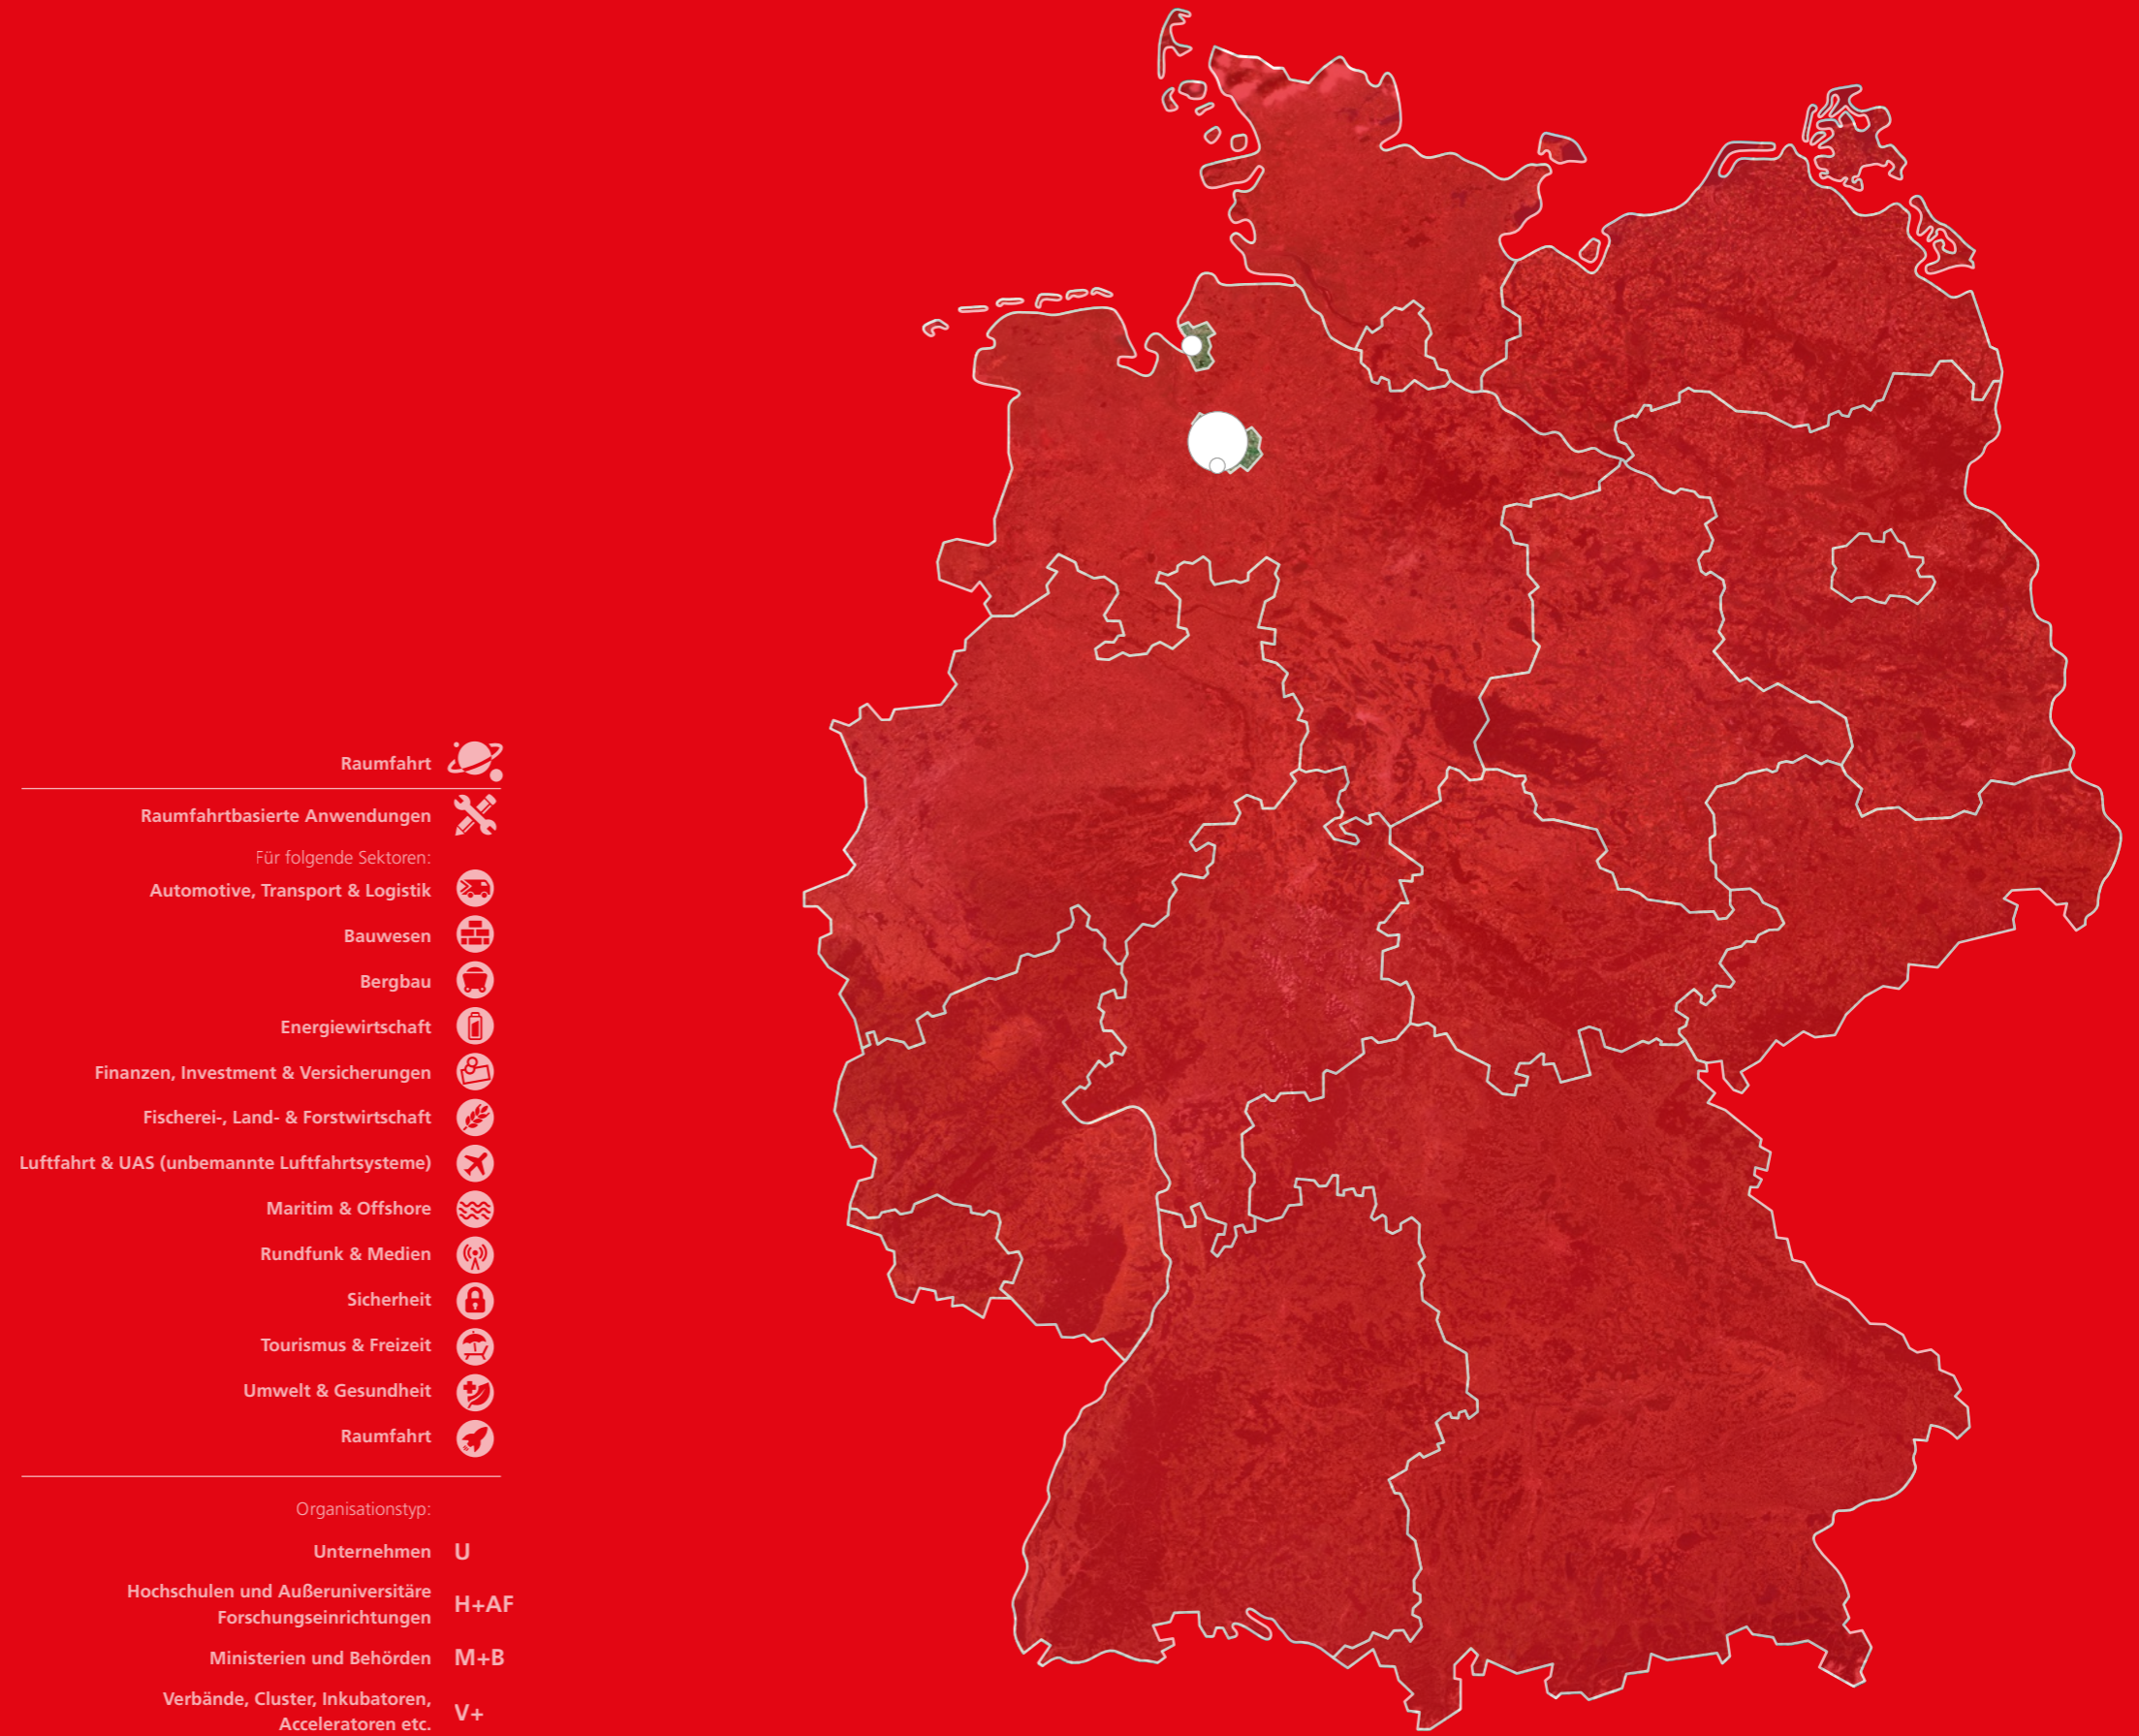 Raumfahrt
Raumfahrtbasierte Anwendungen
Für folgende Sektoren:
Automotive, Transport & Logistik
Bauwesen
Bergbau
Energiewirtschaft
Finanzen, Investment & Versicherungen
Fischerei-, Land- & Forstwirtschaft
Luftfahrt & UAS (unbemannte Luftfahrtsysteme)
Maritim & Offshore
Rundfunk & Medien
Sicherheit
Tourismus & Freizeit
Umwelt & Gesundheit
Raumfahrt
Organisationstyp:
Unternehmen U
Hochschulen und Außeruniversitäre
Forschungseinrichtungen H+AF
Ministerien und Behörden M+B
Verbände, Cluster, Inkubatoren,
Acceleratoren etc. V+